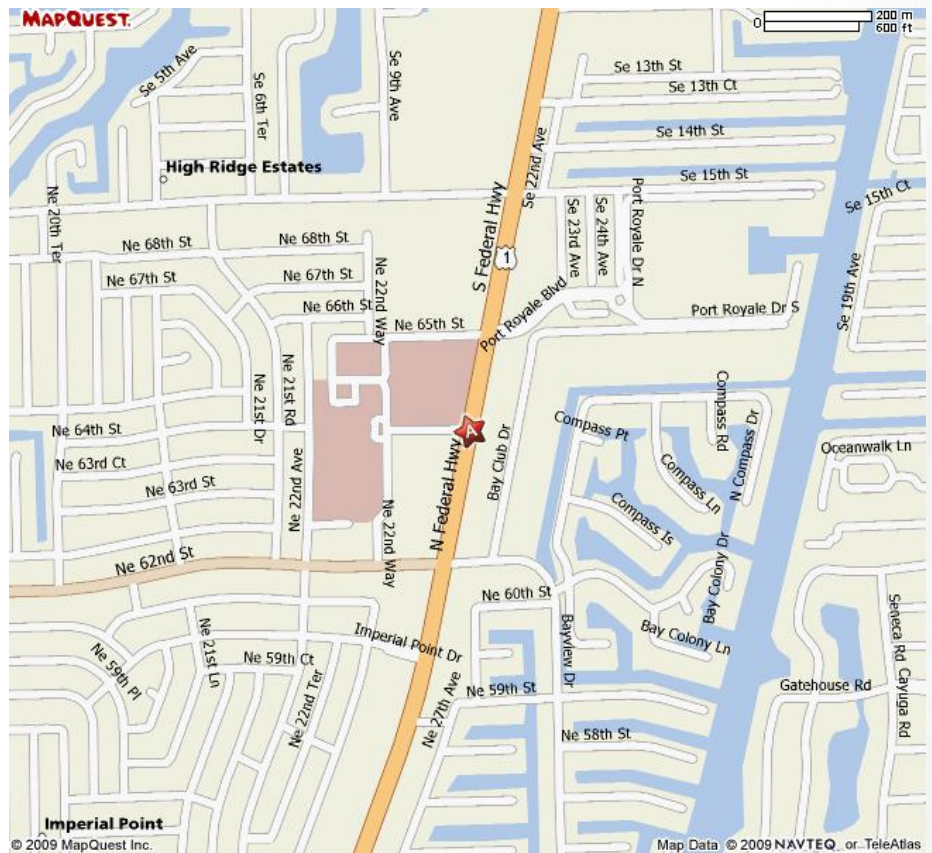 MAPQUEST.
0
200 m
600 ft
Se 5th Ave
Se 6th Ter
Se 9th Ave
Se 13th St
Se 13th Ct
Se 14th St
Se 22nd Ave
High Ridge Estates
Se 15th St
Se 15th Ct
Ne 20th Ter
Port Royale Dr N
Se 23rd Ave
Se 24th Ave
S Federal Hwy
Ne 68th St
Ne 68th St
1
Se 19th Ave
Ne 67th St
Ne 67th St
Ne 22nd Way
Ne 66th St
Port Royale Blvd
Port Royale Dr S
Ne 65th St
Ne 21st Dr
Ne 21st Rd
Compass Rd
Compass Pt
N Compass Dr
A
Ne 64th St
Bay Club Dr
Oceanwalk Ln
Ne 63rd Ct
N Federal Hwy
Compass Ln
Ne 22nd Ave
Ne 63rd St
Compass Is
Ne 22nd Way
Bay Colony Dr
Ne 62nd St
Ne 60th St
Seneca Rd
Bayview Dr
Bay Colony Ln
Imperial Point Dr
Ne 21st Ln
Ne 59th Ct
Ne 59th Pl
Ne 22nd Ter
Ne 59th St
Gatehouse Rd
Cayuga Rd
Ne 27th Ave
Ne 58th St
Imperial Point
© 2009 MapQuest Inc.
Map Data © 2009 NAVTEQ or TeleAtlas